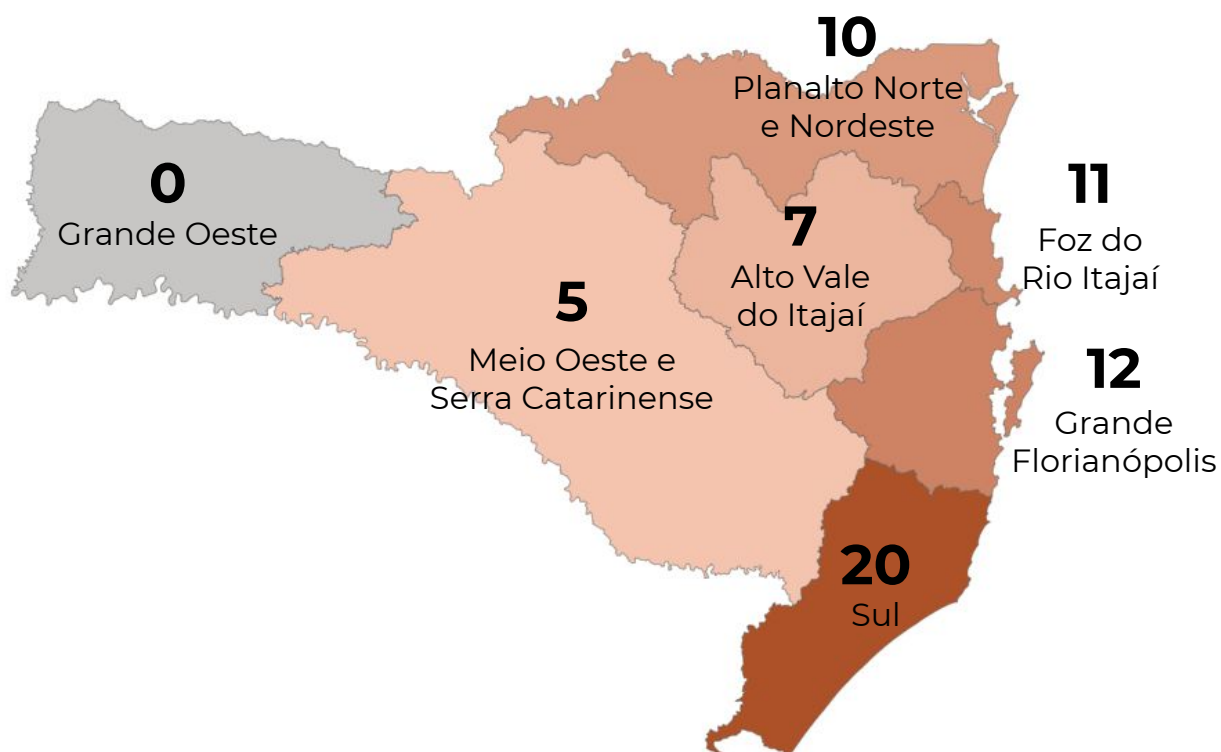 10
Planalto Norte
e Nordeste
0
Grande Oeste
11
Foz do
Rio Itajaí
7
Alto Vale
do Itajaí
5
Meio Oeste e
Serra Catarinense
12
Grande
Florianópolis
20
Sul